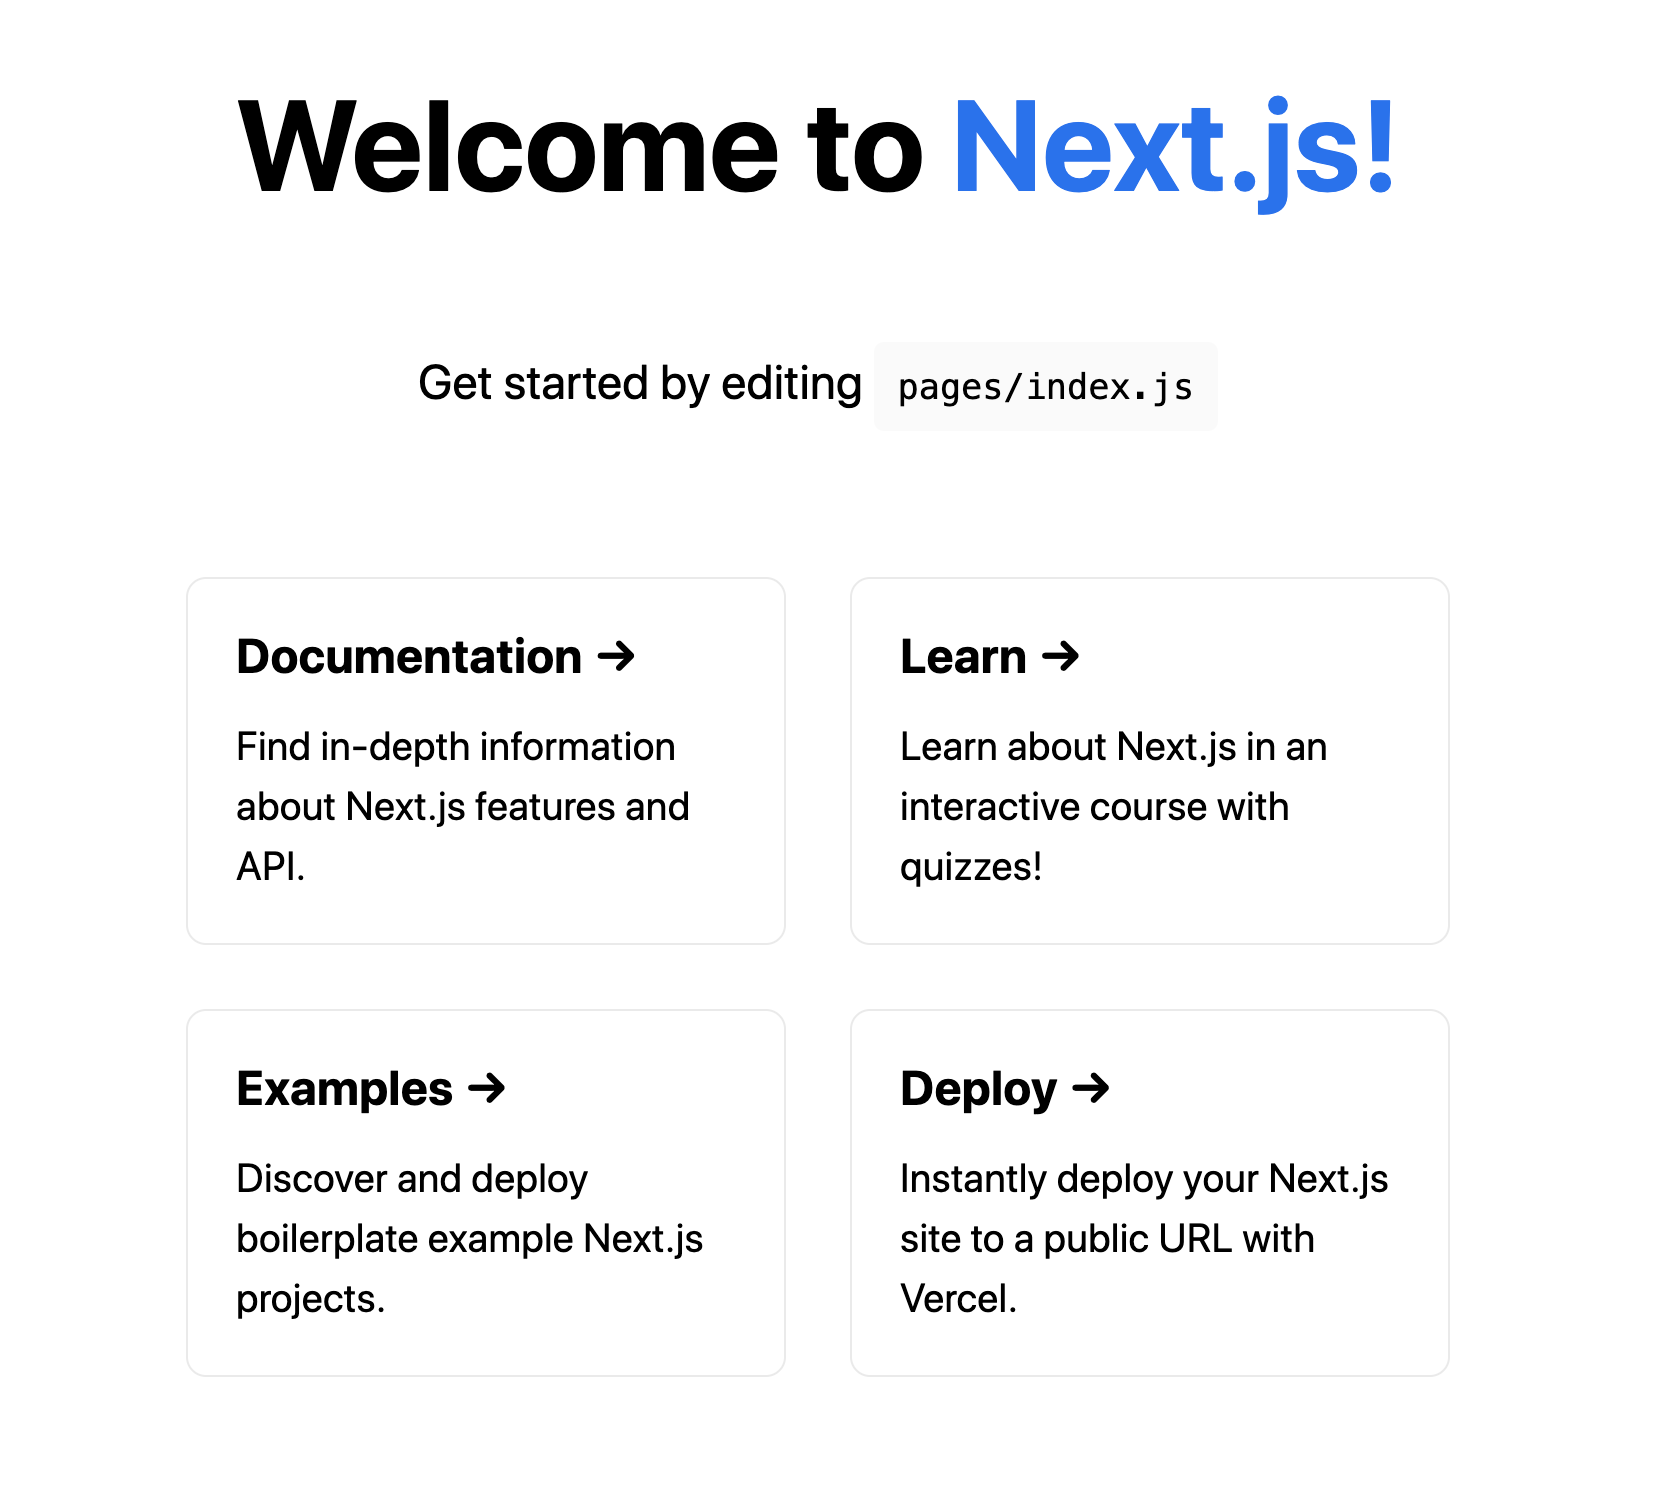 Welcome to Next.js!
Get started by editing pages/index.js
Documentation →
Find in-depth information
about Next.js features and
API.
Learn →
Learn about Next.js in an
interactive course with
quizzes!
Examples →
Discover and deploy
boilerplate example Next.js
projects.
Deploy →
Instantly deploy your Next.js
site to a public URL with
Vercel.